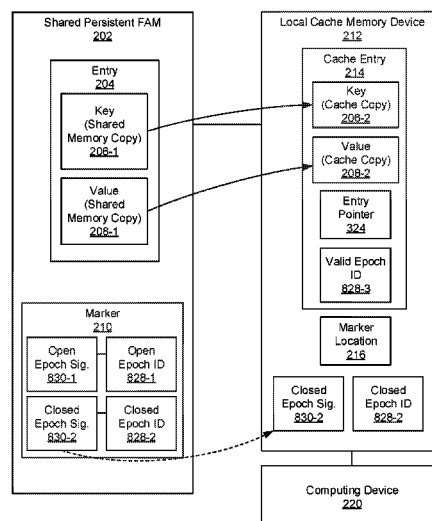 Shared Persistent FAM
202
Entry
204
Key
(Shared
Memory Copy)
206-1
Value
(Shared
Memory Copy)
208-1
Marker
210
Open
Epoch Sig.
830-1
Open
Epoch ID
828-1
Closed
Epoch Sig.
830-2
Closed
Epoch ID
828-2
Local Cache Memory Device
212
Cache Entry
214
Key
(Cache Copy)
206-2
Value
(Cache Copy)
208-2
Entry
Pointer
324
Valid Epoch
ID
828-3
Marker
Location
216
Closed
Epoch Sig.
830-2
Closed
Epoch ID
828-2
Computing Device
220